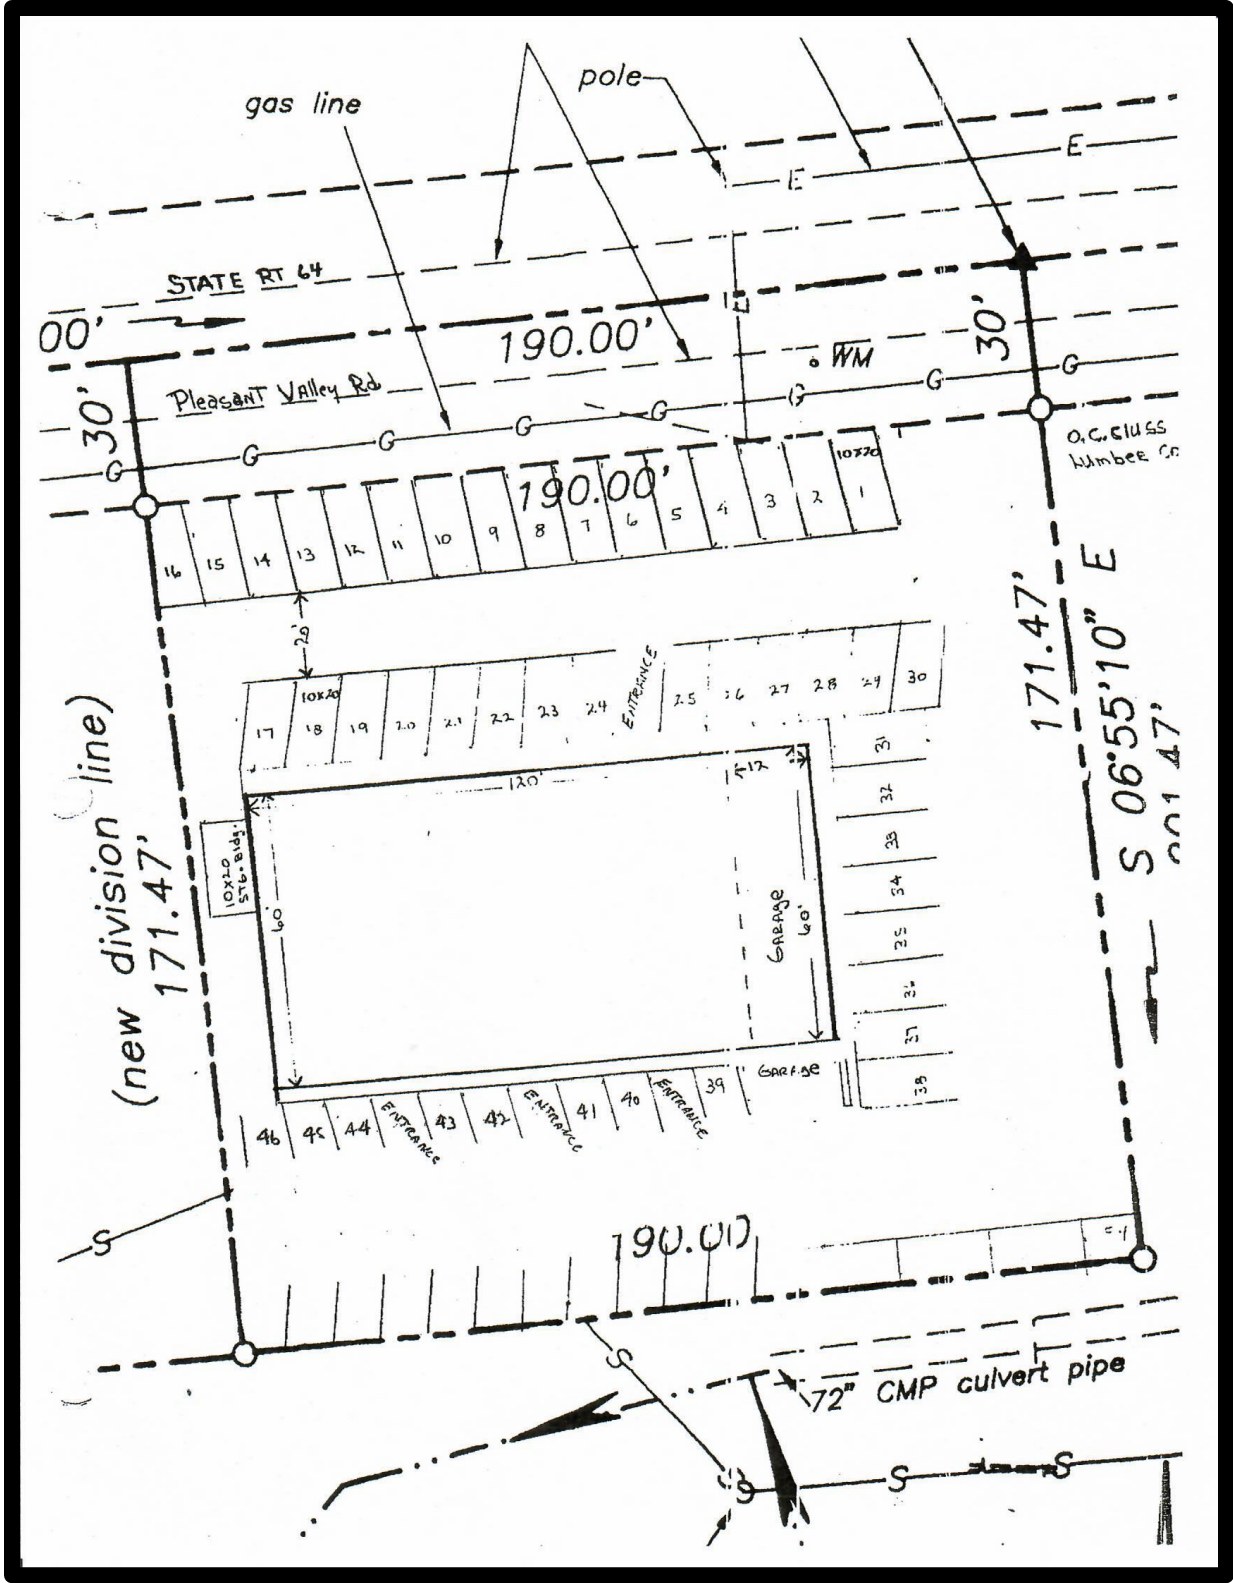 pole
gas line
E
E
STATE RT 64
00'
190.00'
30'
30'
WM
Pleasant Valley Rd
G G G G G G G G
O.C. Cluss
Lumber Co
190.00'
10x20
16 15 14 13 12 11 10 9 8 7 6 5 4 3 2 1
20'
10x20
17 18 19 20 21 22 23 24
ENTRANCE
25 26 27 28 29 30
31
32
33
34
35
36
37
38
120'
12
60'
60'
GARAGE
10x20
STG. Bldg.
(new division line)
171.47'
171.47'
S 06°55'10" E
GARAGE
46 45 44
ENTRANCE
43 42
ENTRANCE
41 40
ENTRANCE
39
S
190.00
S
72" CMP culvert pipe
S S S